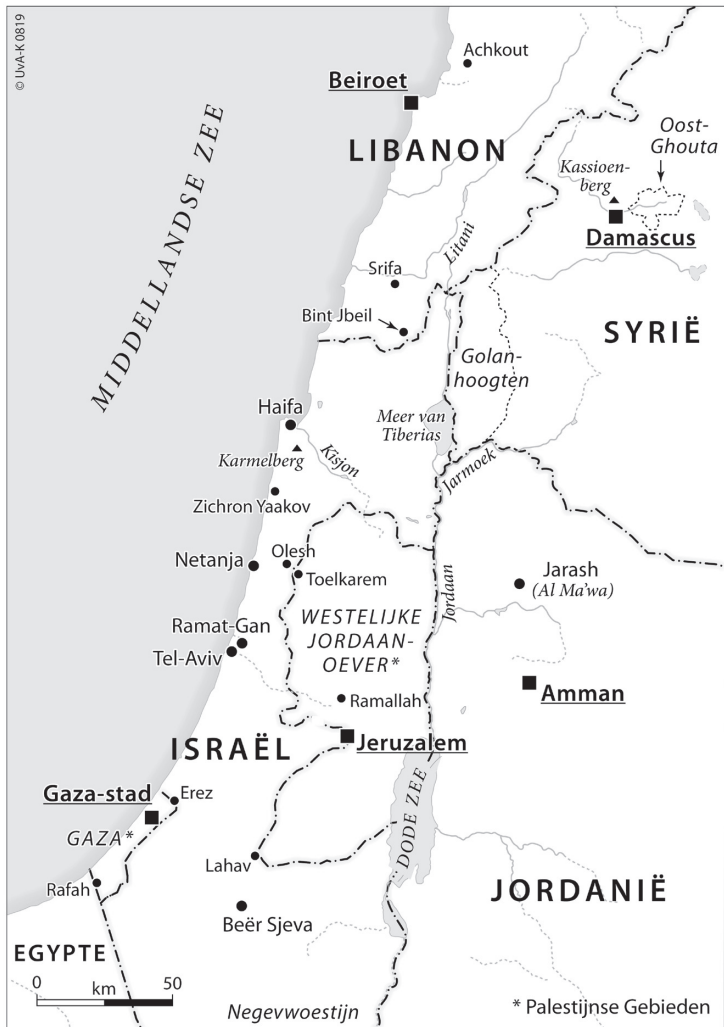 © UvA-K 0819
Achkout
Beiroet
MIDDELLANDSE ZEE
LIBANON
Oost-
Ghouta
Kassioen-
berg
Damascus
Litani
Srifa
Bint Jbeil
SYRIË
Golan-
hoogten
Haifa
Meer van
Tiberias
Karmelberg
Kisjon
Jarmoek
Zichron Yaakov
Netanja
Olesh
Toelkarem
Jordaan
Jarash
(Al Ma'wa)
WESTELIJKE
JORDAAN-
OEVER*
Ramat-Gan
Tel-Aviv
Ramallah
Amman
ISRAËL
Jeruzalem
Gaza-stad
Erez
GAZA*
DODE ZEE
Lahav
Rafah
JORDANIË
Beër Sjeva
EGYPTE
0 km 50
Negevwoestijn
* Palestijnse Gebieden